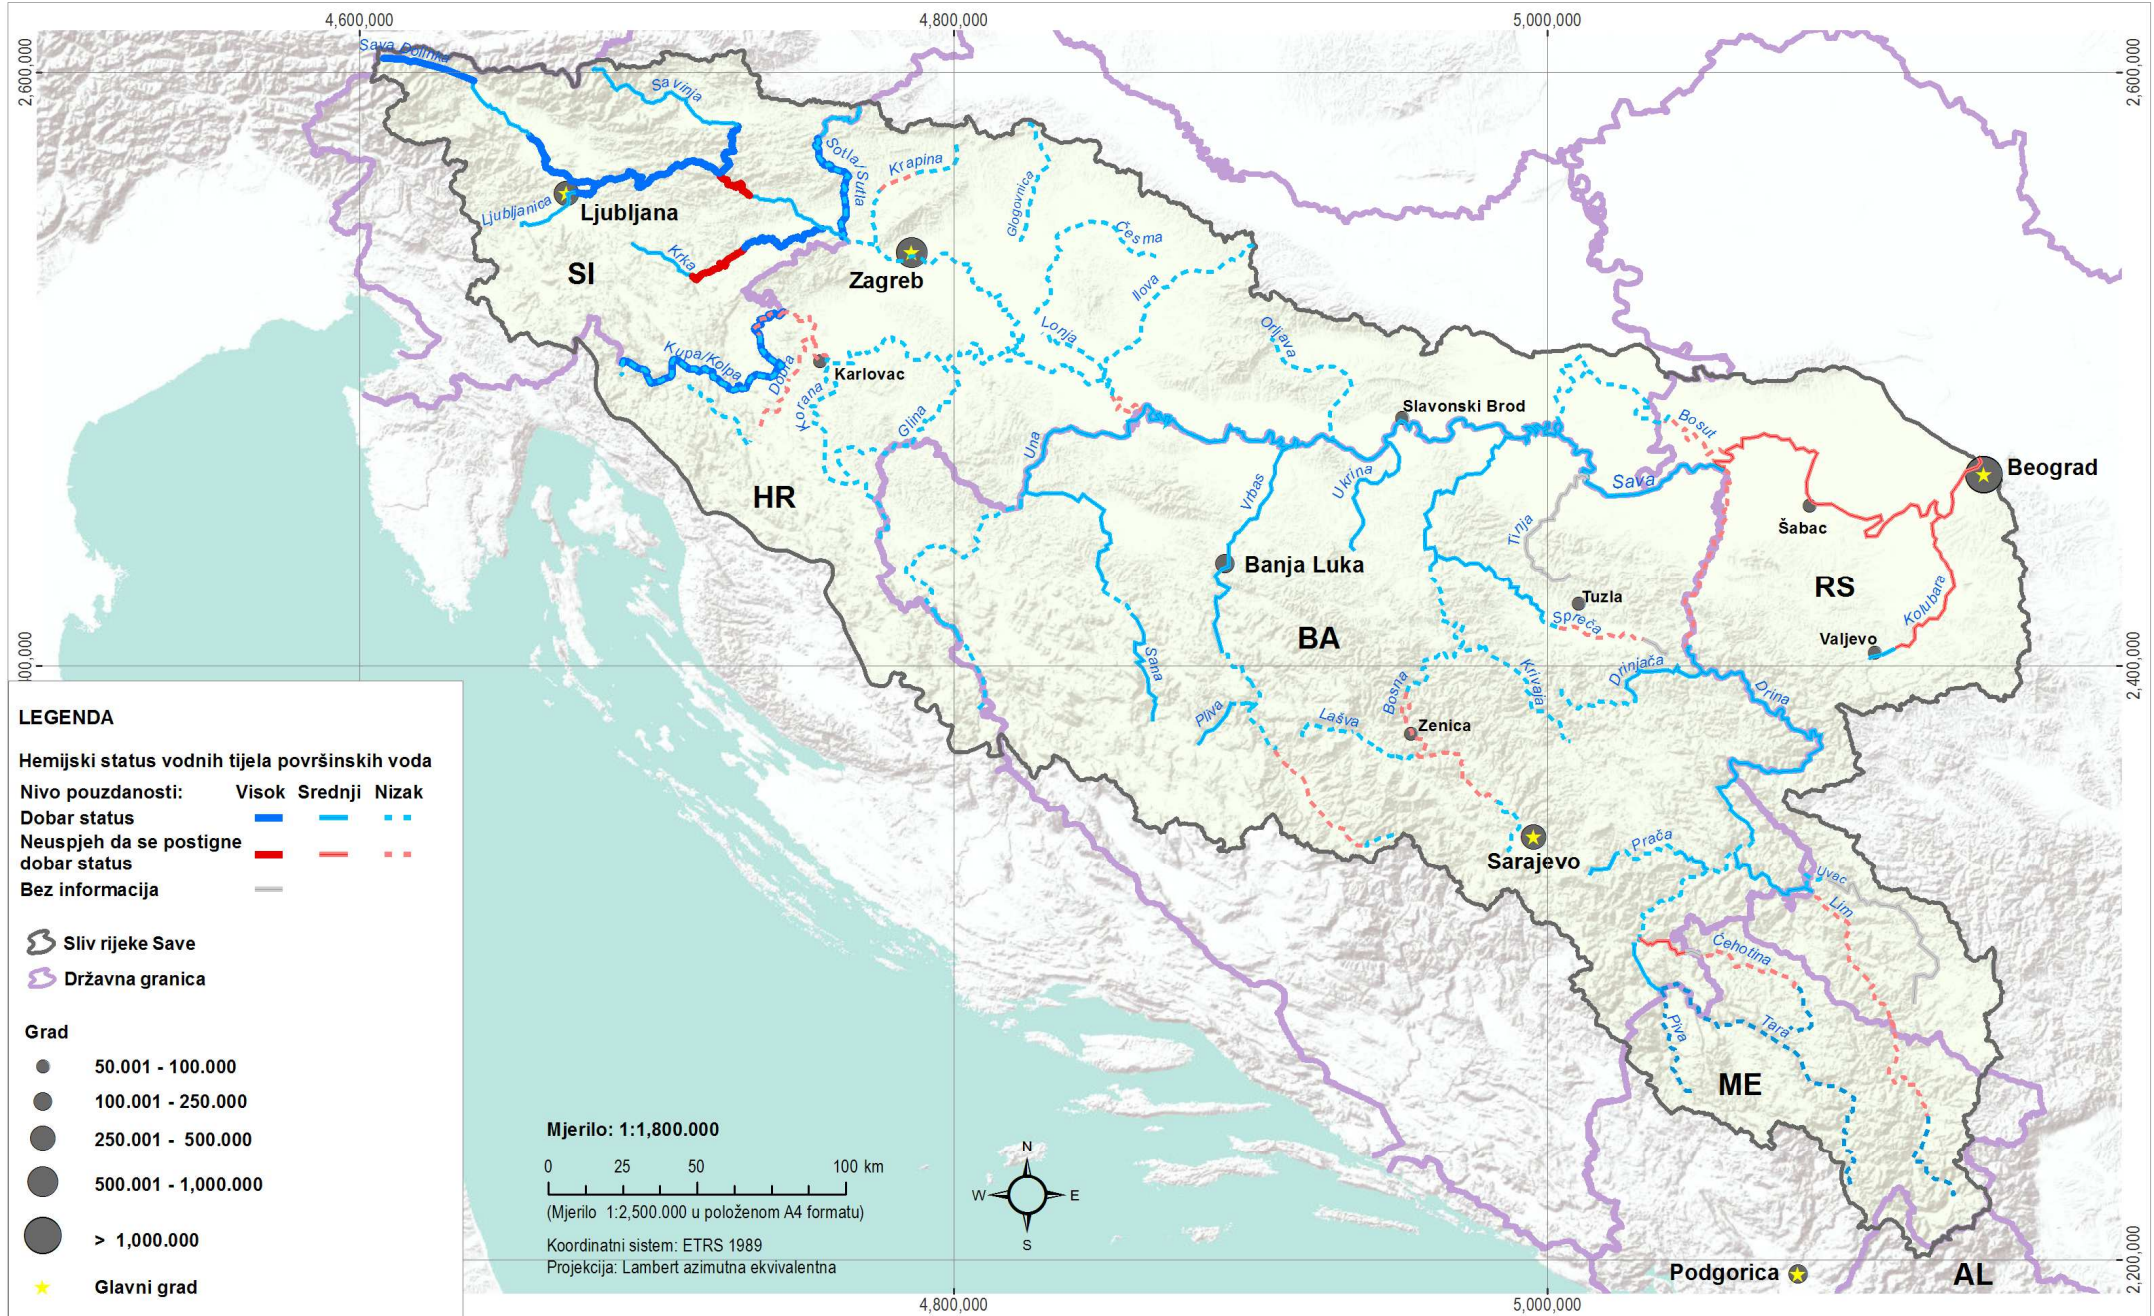 4,600,000
4,800,000
5,000,000
2,600,000
2,600,000
Sava Dolinka
Savinja
Sotla/Sutla
Krapina
Glogovnica
Česma
Ilova
Ljubljanica
Ljubljana
Krka
SI
Zagreb
Lonja
Orljava
Kupa/Kolpa
Dobra
Karlovac
Korana
Glina
Una
Slavonski Brod
Bosut
Sava
Beograd
HR
Vrbas
Ukrina
Tinja
Šabac
Banja Luka
Tuzla
RS
Kolubara
Spreča
BA
Valjevo
2,400,000
Sana
Krivaja
Drinjača
Drina
Bosna
Pliva
Lašva
Zenica
Sarajevo
Prača
Uvac
Lim
Ćehotina
Piva
Tara
ME
Podgorica
AL
2,200,000
4,800,000
5,000,000
LEGENDA
Hemijski status vodnih tijela površinskih voda
Nivo pouzdanosti: Visok Srednji Nizak
Dobar status
Neuspjeh da se postigne
dobar status
Bez informacija
Sliv rijeke Save
Državna granica
Grad
50.001 - 100.000
100.001 - 250.000
250.001 - 500.000
500.001 - 1,000.000
> 1,000.000
Glavni grad
Mjerilo: 1:1,800.000
0 25 50 100 km
(Mjerilo 1:2,500.000 u položenom A4 formatu)
Koordinatni sistem: ETRS 1989
Projekcija: Lambert azimutna ekvivalentna
N
W E
S